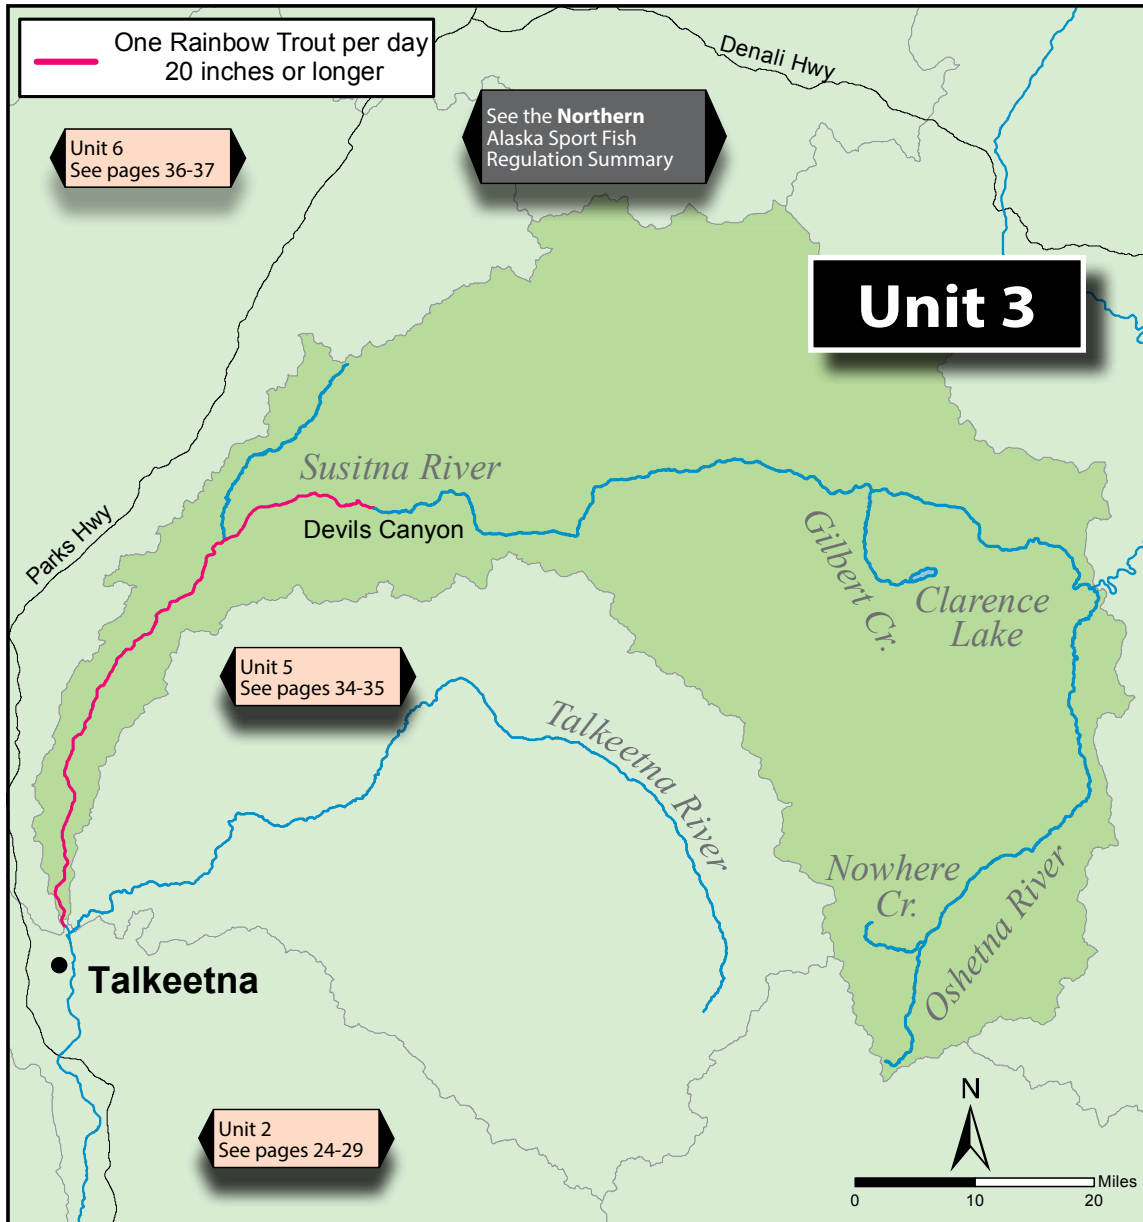 One Rainbow Trout per day
20 inches or longer
Denali Hwy
See the Northern
Alaska Sport Fish
Regulation Summary
Unit 6
See pages 36-37
Unit 3
Susitna River
Devils Canyon
Parks Hwy
Gilbert Cr.
Clarence
Lake
Unit 5
See pages 34-35
Talkeetna River
Nowhere
Cr.
Oshetna River
Talkeetna
N
Unit 2
See pages 24-29
Miles
0 10 20